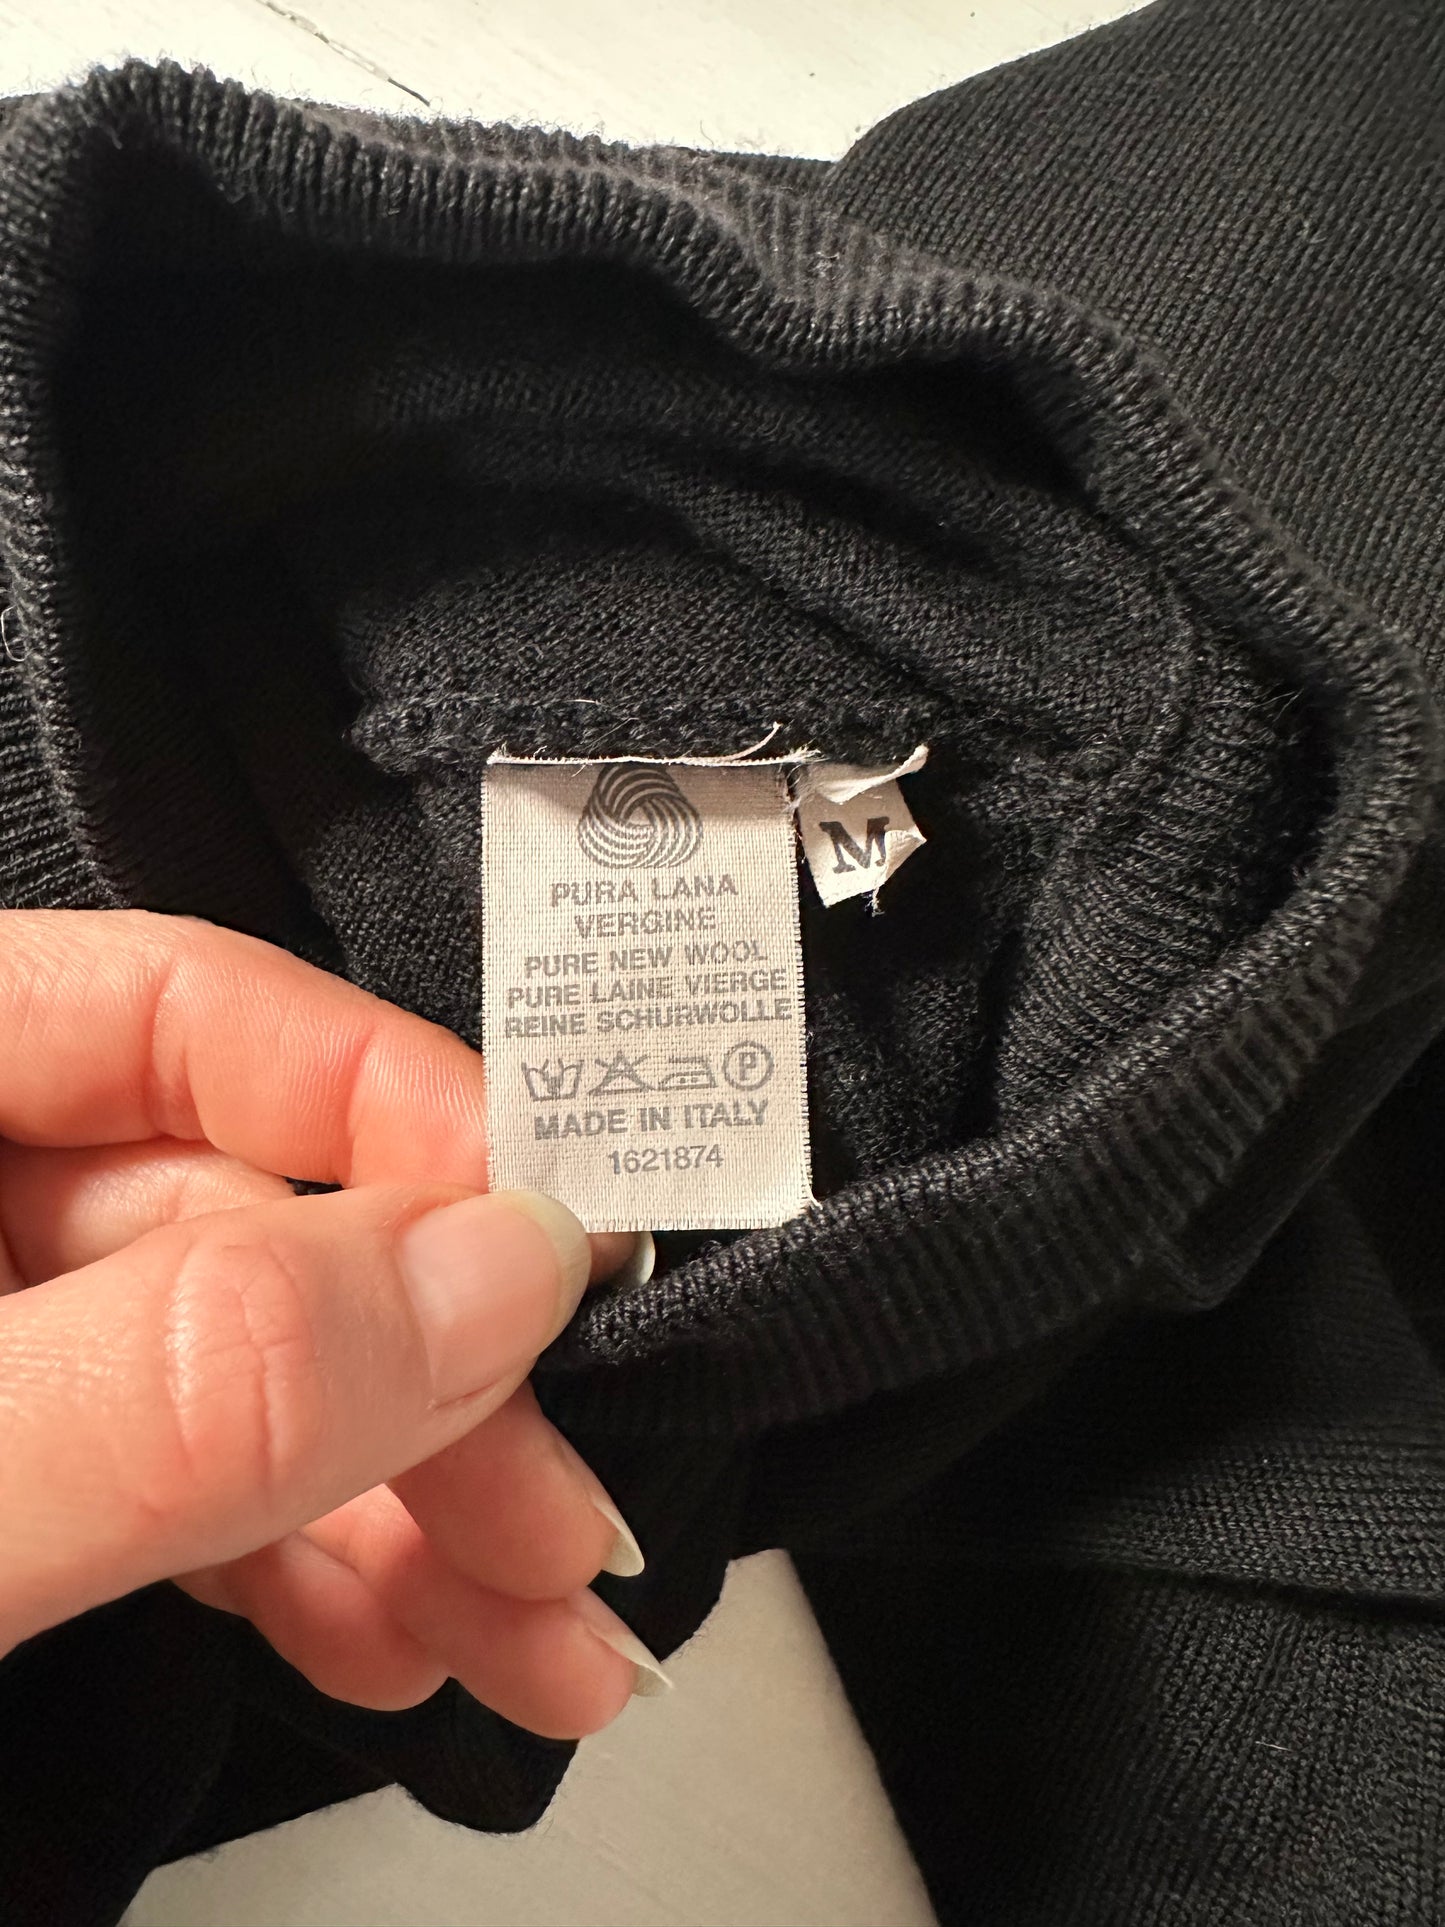 PURA LANA
VERGINE
PURE NEW WOOL
PURE LAINE VIERGE
REINE SCHURWOLLE
P
MADE IN ITALY
1621874
M